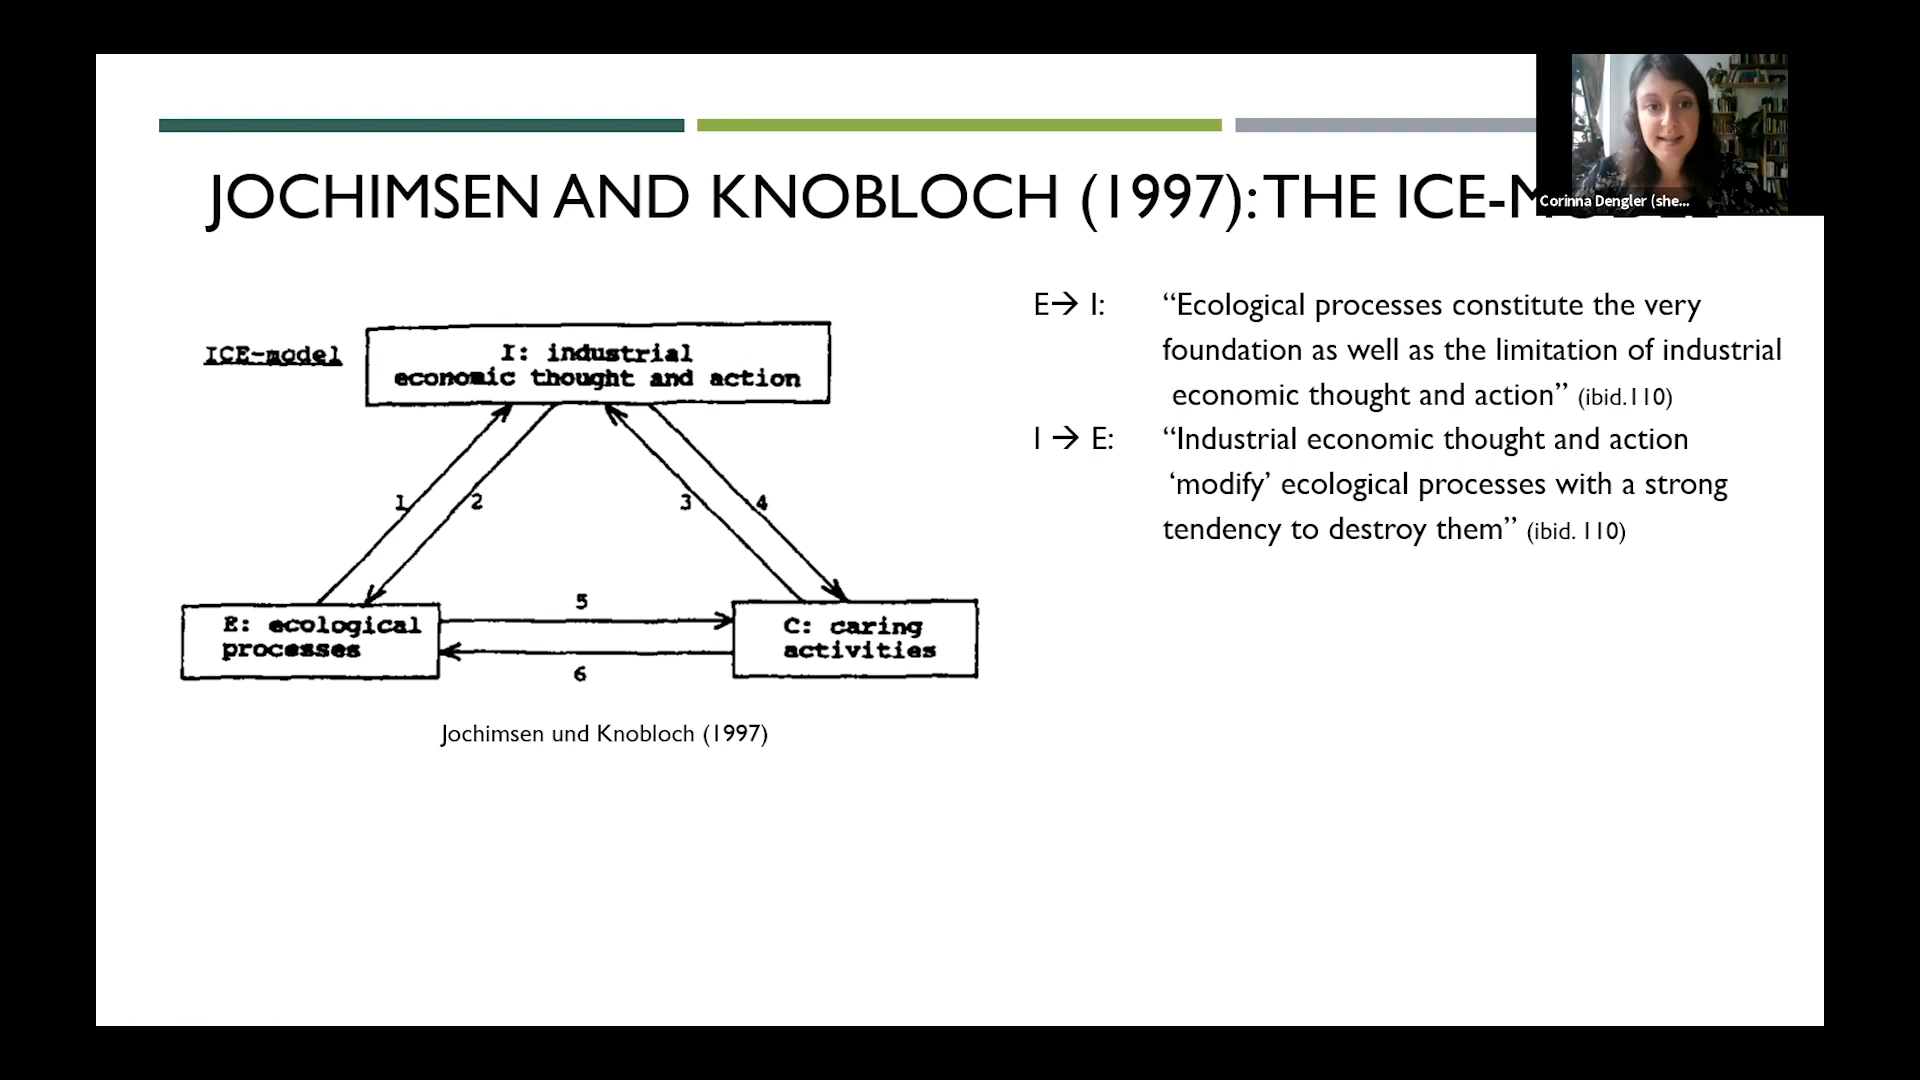 JOCHIMSEN AND KNOBLOCH (1997): THE ICE-M
Corinna Dengler (she...
ICE-model
I: industrial
economic thought and action
1
2
3
4
5
6
E: ecological
processes
C: caring
activities
Jochimsen und Knobloch (1997)
E→ I: “Ecological processes constitute the very
foundation as well as the limitation of industrial
economic thought and action” (ibid.110)
I → E: “Industrial economic thought and action
‘modify’ ecological processes with a strong
tendency to destroy them” (ibid. 110)